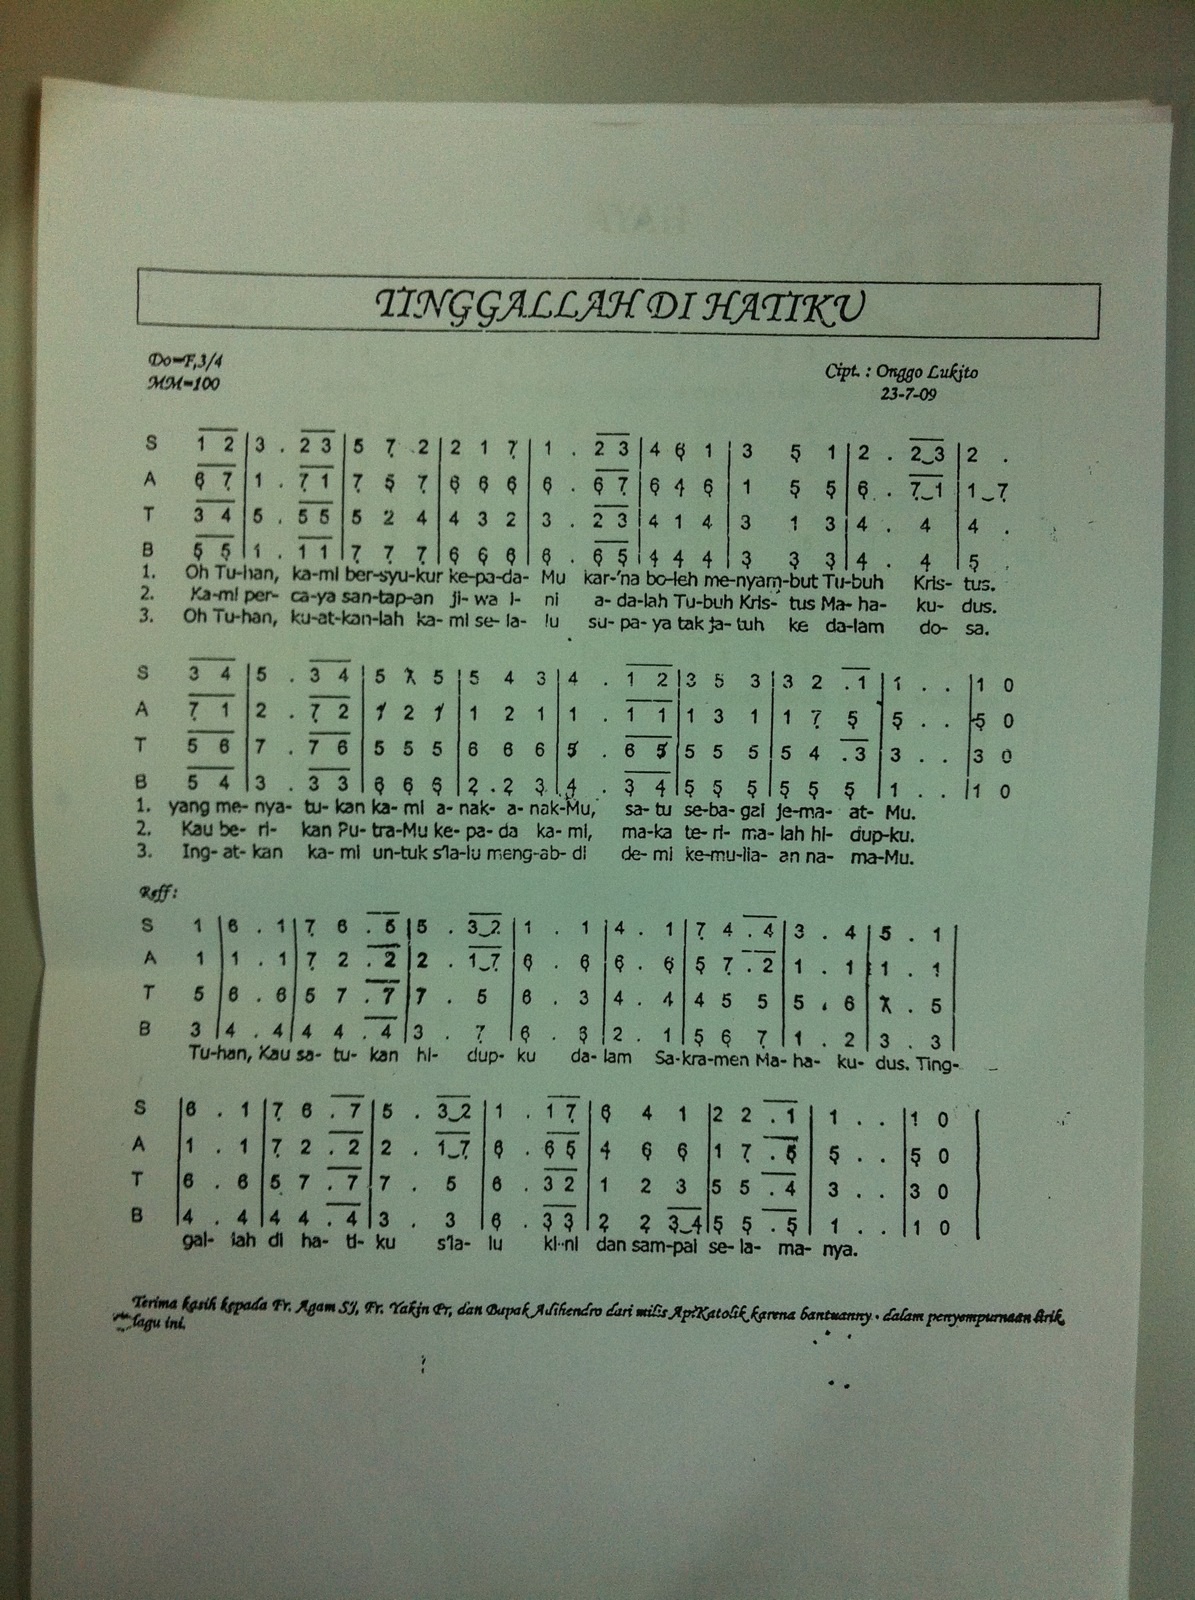 TINGGALLAH DI HATIKU
Do=F,3/4
MM=100
Cipt. : Onggo Lukito
23-7-09
S 1 2 | 3 . 2 3 | 5 7 2 | 2 1 7 | 1 . 2 3 | 4 6 1 | 3 5 1 | 2 . 2 3 | 2 .
A 6 7 | 1 . 7 1 | 7 5 7 | 6 6 6 | 6 . 6 7 | 6 4 6 | 1 5 5 | 6 . 7 1 | 1 7
T 3 4 | 5 . 5 5 | 5 2 4 | 4 3 2 | 3 . 2 3 | 4 1 4 | 3 1 3 | 4 . 4 | 4 .
B 5 5 | 1 . 1 1 | 7 7 7 | 6 6 6 | 6 . 6 5 | 4 4 4 | 3 3 3 | 4 . 4 | 5
1. Oh Tu-han, ka-mi ber-syu-kur ke-pa-da- Mu kar-'na bo-leh me-nyam-but Tu-buh Kris- tus.
2. Ka-mi per- ca-ya san-tap-an ji- wa i- ni a- da-lah Tu-buh Kris- tus Ma- ha- ku- dus.
3. Oh Tu-han, ku-at-kan-lah ka- mi se- la- lu su- pa- ya tak ja- tuh ke da-lam do- sa.
S 3 4 | 5 . 3 4 | 5 5 | 5 4 3 | 4 . 1 2 | 3 5 3 | 3 2 . 1 | 1 . . | 1 0
A 7 1 | 2 . 7 2 | 1 2 1 | 1 2 1 | 1 . 1 1 | 1 3 1 | 1 7 5 | 5 . . | 5 0
T 5 6 | 7 . 7 6 | 5 5 5 | 6 6 6 | 5 . 6 5 | 5 5 5 | 5 4 . 3 | 3 . . | 3 0
B 5 4 | 3 . 3 3 | 6 6 6 | 2 . 2 3 | 4 . 3 4 | 5 5 5 | 5 5 5 | 1 . . | 1 0
1. yang me- nya- tu- kan ka- mi a- nak- a- nak-Mu, sa- tu se-ba- gai je-ma- at- Mu.
2. Kau be- ri- kan Pu- tra-Mu ke- pa- da ka- mi, ma-ka te- ri- ma- lah hi- dup-ku.
3. Ing- at- kan ka- mi un-tuk s'la-lu meng-ab- di de- mi ke-mu-lia- an na- ma-Mu.
Reff:
S 1 | 6 . 1 | 7 6 . 5 | 5 . 3 2 | 1 . 1 | 4 . 1 | 7 4 . 4 | 3 . 4 | 5 . 1 |
A 1 | 1 . 1 | 7 2 . 2 | 2 . 1 7 | 6 . 6 | 6 . 6 | 5 7 . 2 | 1 . 1 | 1 . 1
T 5 | 6 . 6 | 5 7 . 7 | 7 . 5 | 6 . 3 | 4 . 4 | 4 5 5 | 5 . 6 | . 5
B 3 | 4 . 4 | 4 4 . 4 | 3 . 7 | 6 . 3 | 2 . 1 | 5 6 7 | 1 . 2 | 3 . 3 |
Tu-han, Kau sa- tu- kan hi- dup- ku da- lam Sa-kra-men Ma- ha- ku- dus. Ting-
S | 6 . 1 | 7 6 . 7 | 5 . 3 2 | 1 . 1 7 | 6 4 1 | 2 2 . 1 | 1 . . | 1 0 |
A | 1 . 1 | 7 2 . 2 | 2 . 1 7 | 6 . 6 5 | 4 6 6 | 1 7 . 6 | 5 . . | 5 0
T | 6 . 6 | 5 7 . 7 | 7 . 5 | 6 . 3 2 | 1 2 3 | 5 5 . 4 | 3 . . | 3 0
B | 4 . 4 | 4 4 . 4 | 3 . 3 | 6 . 3 3 | 2 2 3 4 | 5 5 . 5 | 1 . . | 1 0
gal- lah di ha- ti- ku s'la- lu ki-ni dan sam-pai se- la- ma- nya.
Terima kasih kepada Fr. Agam SJ, Fr. Yakin Pr, dan Bapak Adihendro dari milis ApiKatolik karena bantuanny dalam penyempurnaan lirik
lagu ini.